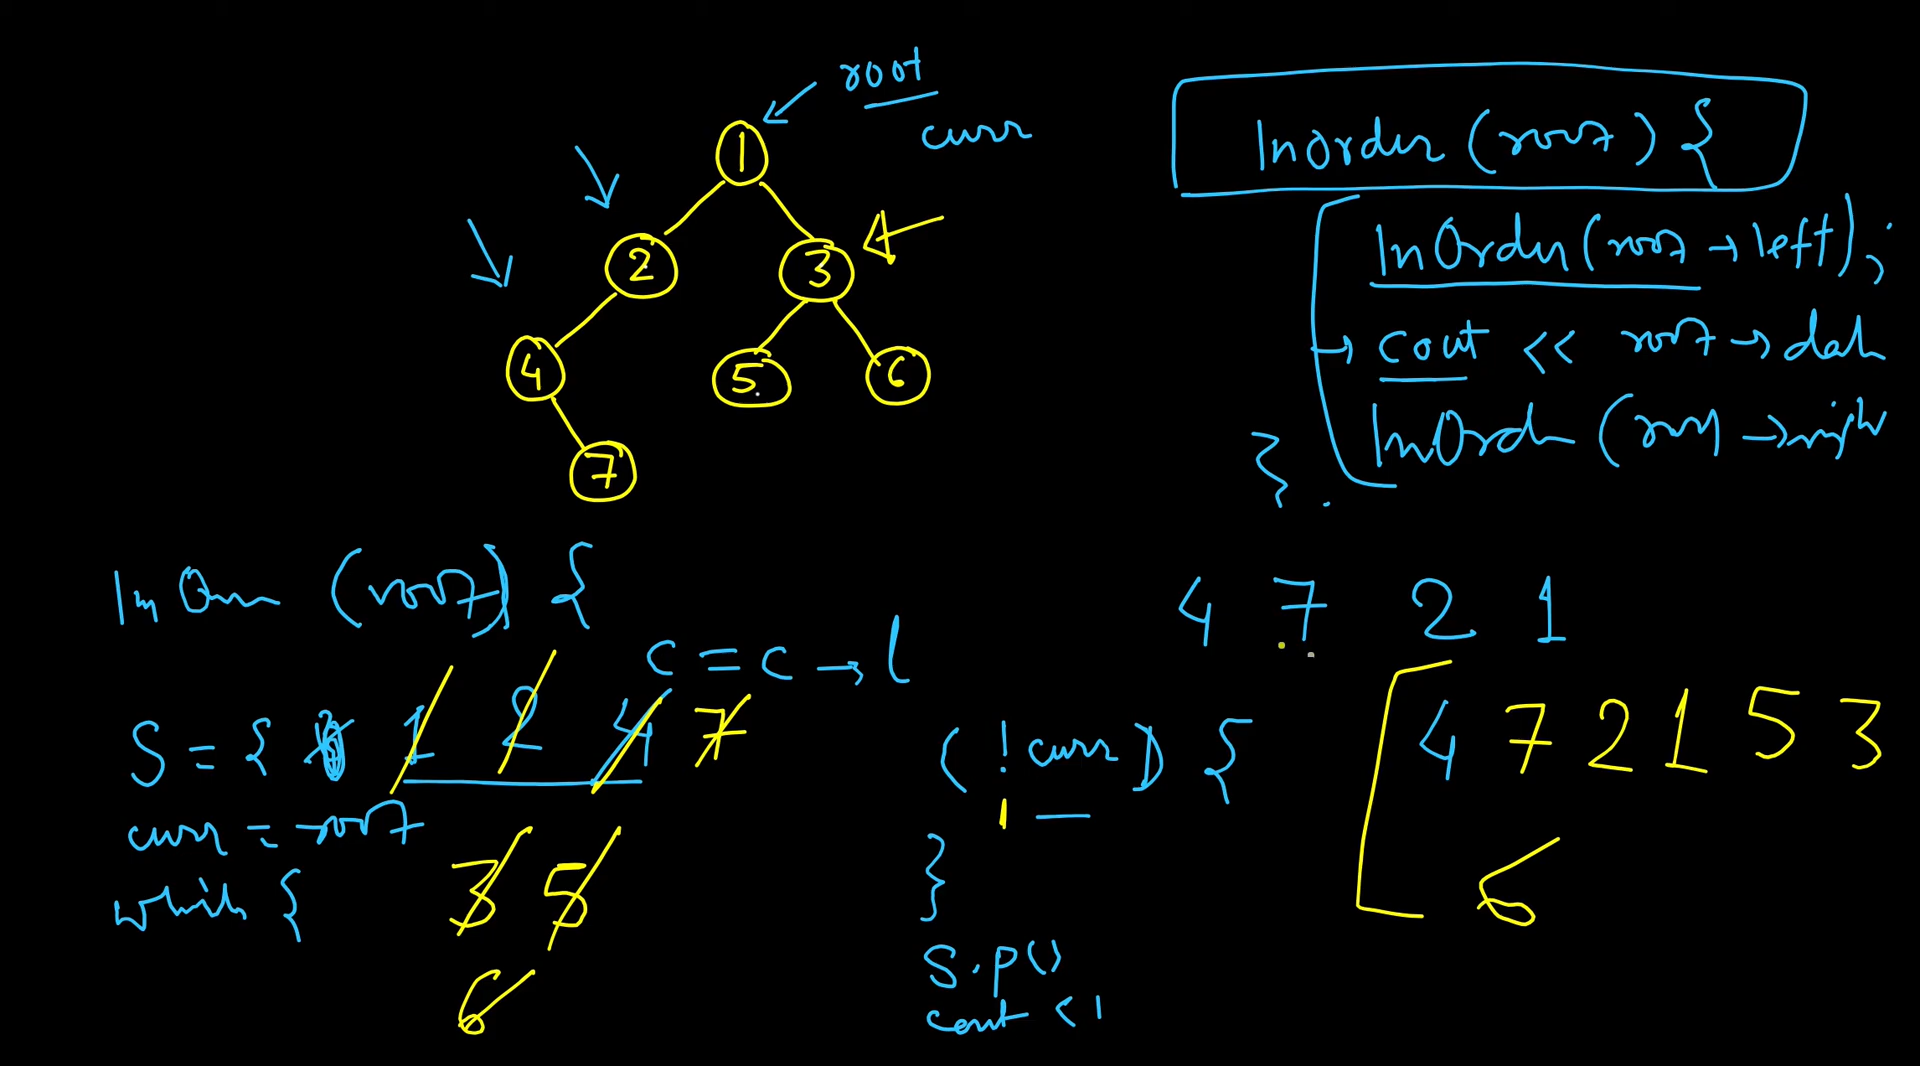 root
curr
1
2
3
4
5
6
7
InOrder (root) {
InOrder (root → left);
→ cout << root → data
InOrder (root → right
}
(root) {
4 7 2 1
c = c → l
S = { 1 2 4 7
( ! curr ) {
4 7 2 1 5 3
curr = root
3 5
6
while {
}
6
S.p()
cout <